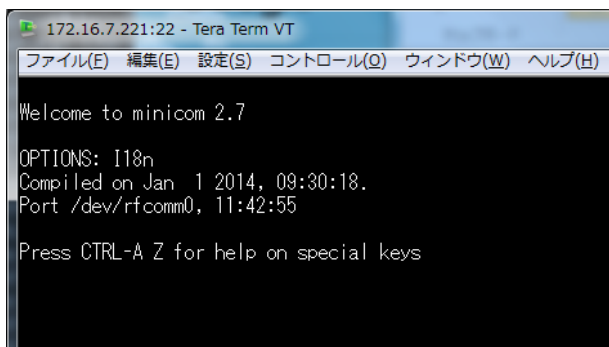 172.16.7.221:22 - Tera Term VT
ファイル(F) 編集(E) 設定(S) コントロール(O) ウィンドウ(W) ヘルプ(H)
Welcome to minicom 2.7
OPTIONS: I18n
Compiled on Jan  1 2014, 09:30:18.
Port /dev/rfcomm0, 11:42:55
Press CTRL-A Z for help on special keys